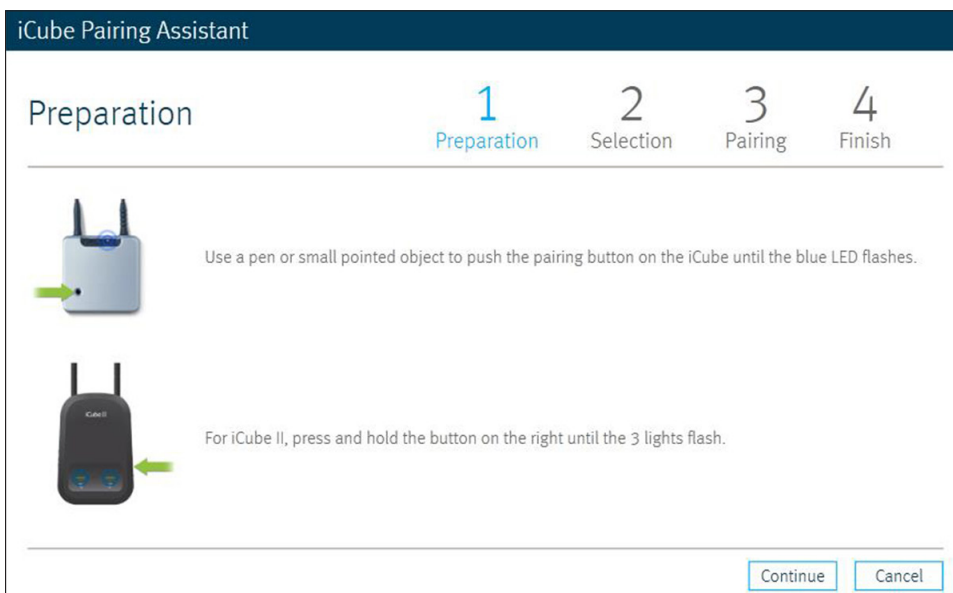 iCube Pairing Assistant
Preparation
1 2 3 4
Preparation Selection Pairing Finish
Use a pen or small pointed object to push the pairing button on the iCube until the blue LED flashes.
iCube II
For iCube II, press and hold the button on the right until the 3 lights flash.
Continue Cancel